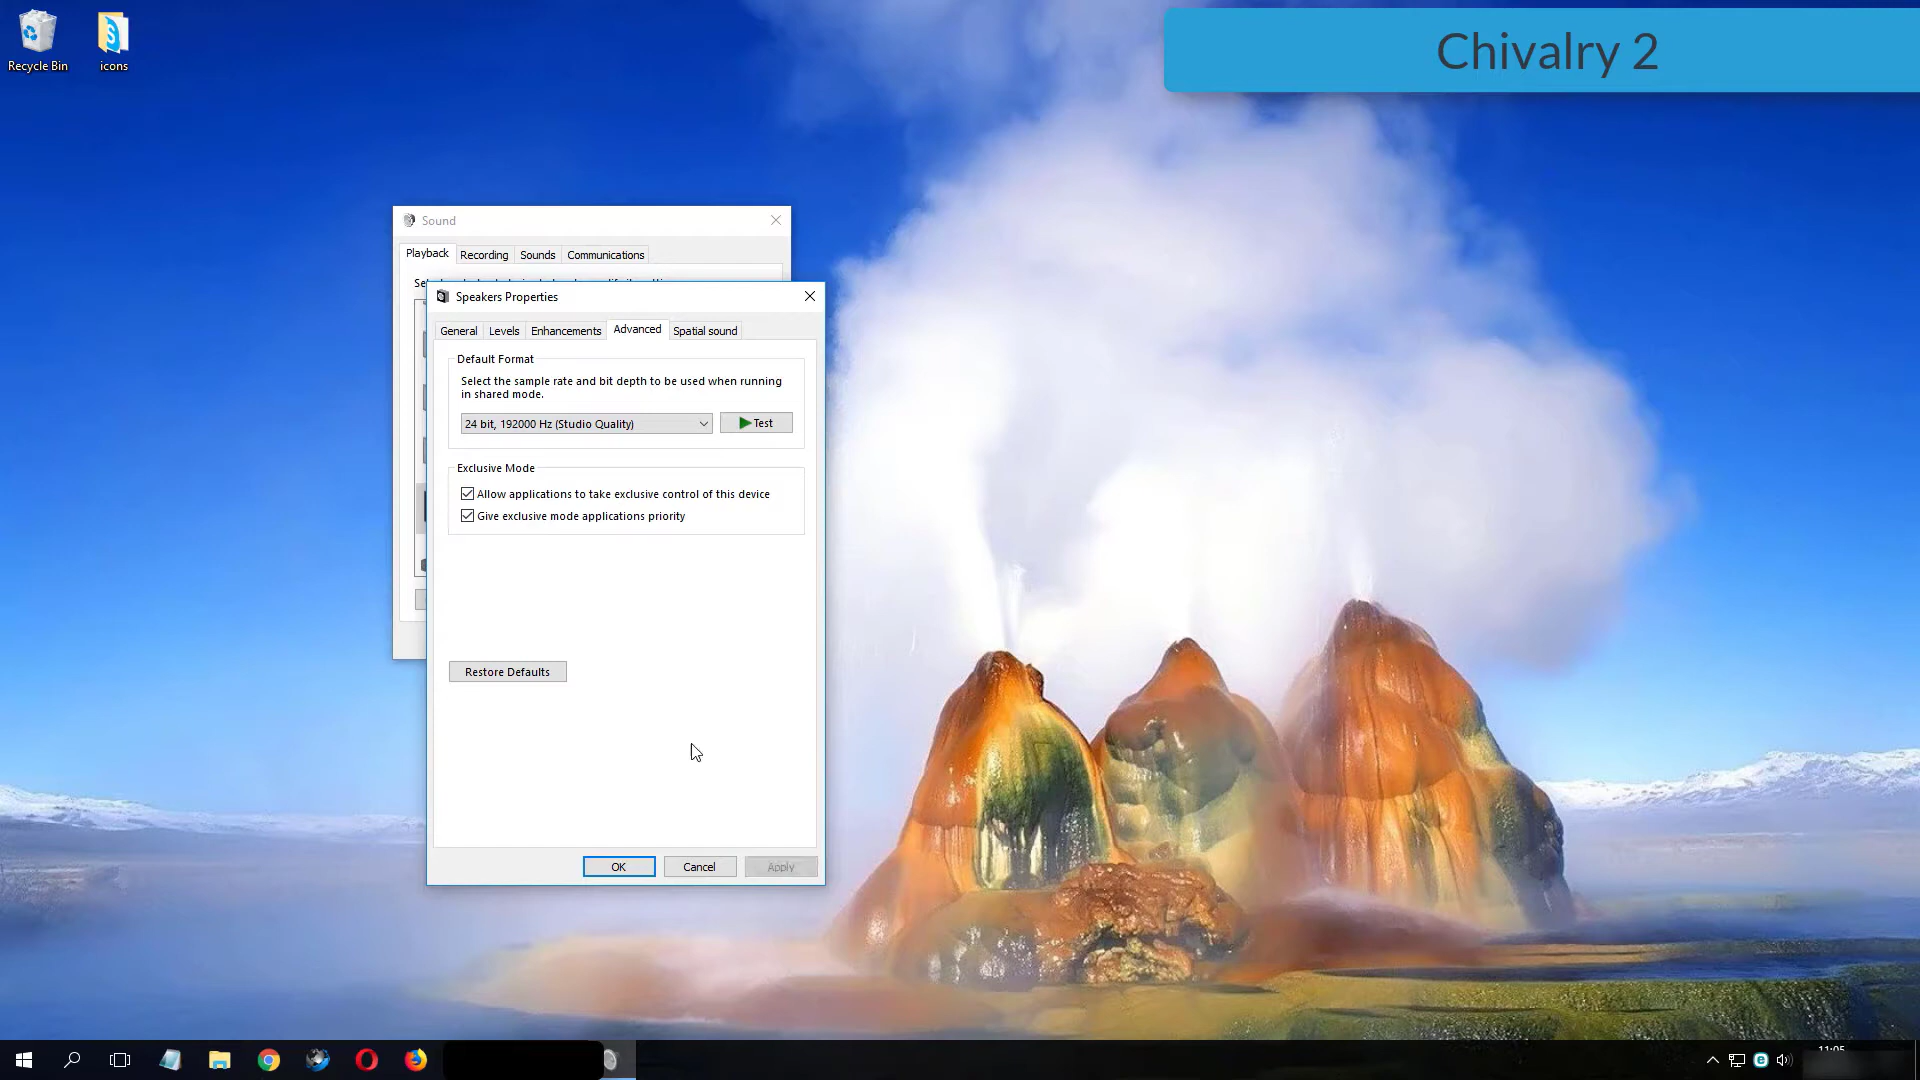 Recycle Bin
icons
Chivalry 2
Sound
Playback
Recording
Sounds
Communications
Speakers Properties
General
Levels
Enhancements
Advanced
Spatial sound
Default Format
Select the sample rate and bit depth to be used when running
in shared mode.
24 bit, 192000 Hz (Studio Quality)
Test
Exclusive Mode
Allow applications to take exclusive control of this device
Give exclusive mode applications priority
Restore Defaults
OK
Cancel
Apply
11:05